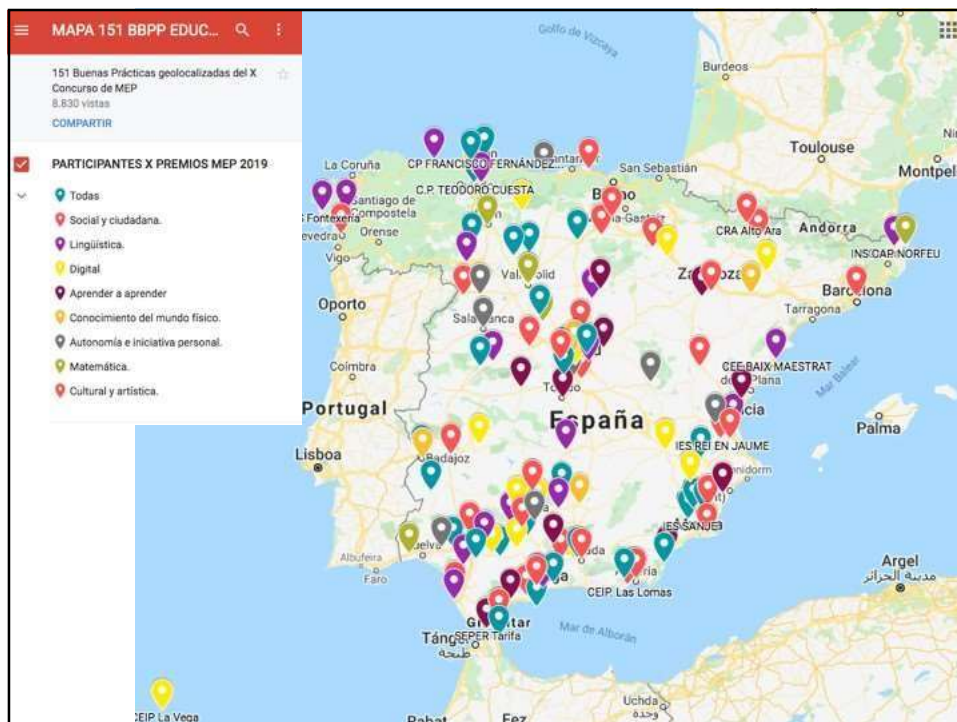 MAPA 151 BBPP EDUC...
151 Buenas Prácticas geolocalizadas del X
Concurso de MEP
8.830 vistas
COMPARTIR
PARTICIPANTES X PREMIOS MEP 2019
Todas
Social y ciudadana.
Lingüística.
Digital
Aprender a aprender
Conocimiento del mundo físico.
Autonomía e iniciativa personal.
Matemática.
Cultural y artística.
Golfo de Vizcaya
Burdeos
Toulouse
Montpel
La Coruña
CP FRANCISCO FERNÁNDEZ...
San Sebastián
C.P. TEODORO CUESTA
Santiago de
Compostela
Fontexería
Orense
Vigo
CRA Alto Ara
Andorra
INS CAP NORFEU
Oporto
Barcelona
Tarragona
Coímbra
CEE BAIX MAESTRAT
Mar Balear
Portugal
España
Palma
Lisboa
Badajoz
IES REI EN JAUME
IES SANJE
Albufeira
Faro
Argel
مدينة الجزائر
CEIP Las Lomas
Mar de Alborán
Tánger
SEPER Tarifa
طنجة
CEIP La Vega
Uchda
وجدة
Rabat
Fez